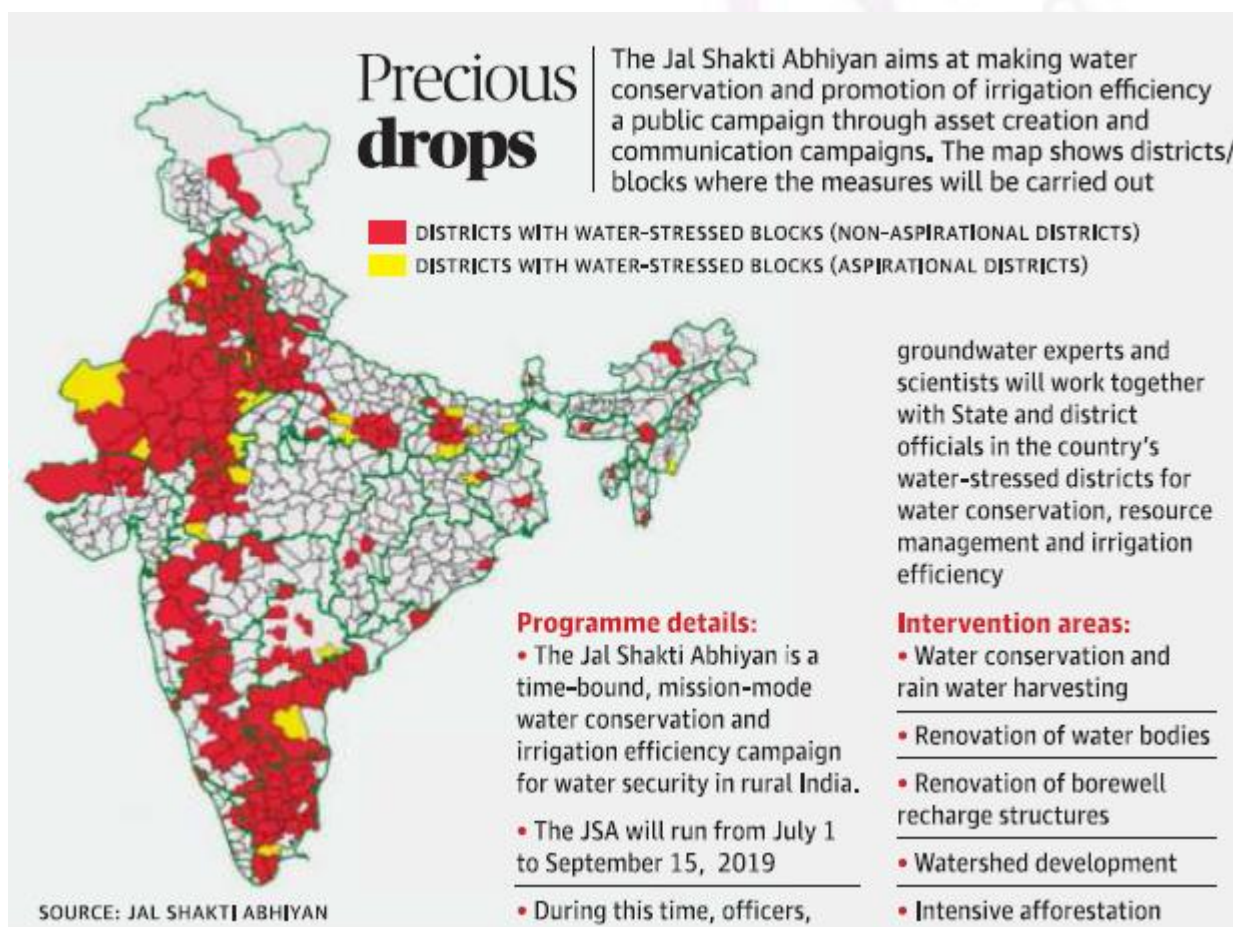 Precious
drops
The Jal Shakti Abhiyan aims at making water
conservation and promotion of irrigation efficiency
a public campaign through asset creation and
communication campaigns. The map shows districts/
blocks where the measures will be carried out
DISTRICTS WITH WATER-STRESSED BLOCKS (NON-ASPIRATIONAL DISTRICTS)
DISTRICTS WITH WATER-STRESSED BLOCKS (ASPIRATIONAL DISTRICTS)
Programme details:
• The Jal Shakti Abhiyan is a
time-bound, mission-mode
water conservation and
irrigation efficiency campaign
for water security in rural India.
• The JSA will run from July 1
to September 15, 2019
• During this time, officers,
groundwater experts and
scientists will work together
with State and district
officials in the country's
water-stressed districts for
water conservation, resource
management and irrigation
efficiency
Intervention areas:
• Water conservation and
rain water harvesting
• Renovation of water bodies
• Renovation of borewell
recharge structures
• Watershed development
• Intensive afforestation
SOURCE: JAL SHAKTI ABHIYAN